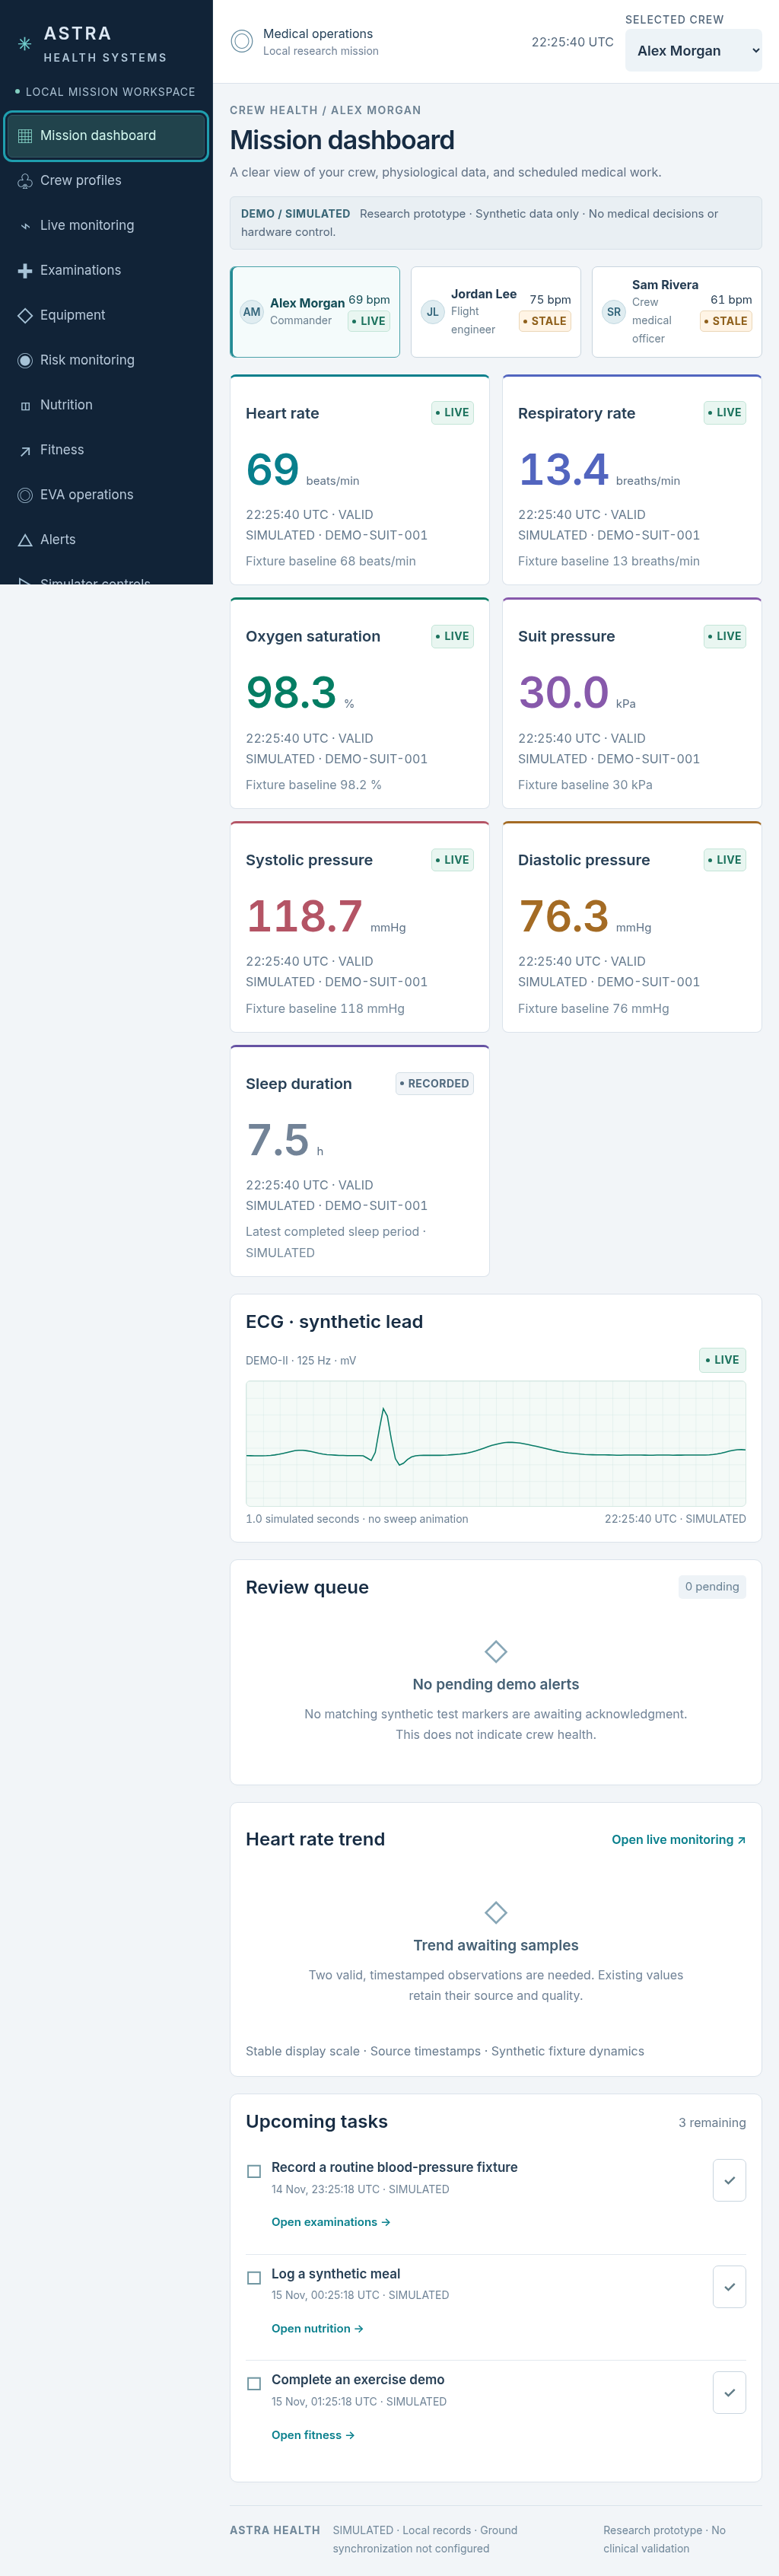 ASTRA
HEALTH SYSTEMS
LOCAL MISSION WORKSPACE
Mission dashboard
Crew profiles
Live monitoring
Examinations
Equipment
Risk monitoring
Nutrition
Fitness
EVA operations
Alerts
Simulator controls
Medical operations
Local research mission
22:25:40 UTC
SELECTED CREW
Alex Morgan
CREW HEALTH / ALEX MORGAN
Mission dashboard
A clear view of your crew, physiological data, and scheduled medical work.
DEMO / SIMULATED Research prototype · Synthetic data only · No medical decisions or
hardware control.
AM
Alex Morgan
Commander
69 bpm
• LIVE
JL
Jordan Lee
Flight
engineer
75 bpm
• STALE
SR
Sam Rivera
Crew
medical
officer
61 bpm
• STALE
Heart rate
• LIVE
69 beats/min
22:25:40 UTC · VALID
SIMULATED · DEMO-SUIT-001
Fixture baseline 68 beats/min
Respiratory rate
• LIVE
13.4 breaths/min
22:25:40 UTC · VALID
SIMULATED · DEMO-SUIT-001
Fixture baseline 13 breaths/min
Oxygen saturation
• LIVE
98.3 %
22:25:40 UTC · VALID
SIMULATED · DEMO-SUIT-001
Fixture baseline 98.2 %
Suit pressure
• LIVE
30.0 kPa
22:25:40 UTC · VALID
SIMULATED · DEMO-SUIT-001
Fixture baseline 30 kPa
Systolic pressure
• LIVE
118.7 mmHg
22:25:40 UTC · VALID
SIMULATED · DEMO-SUIT-001
Fixture baseline 118 mmHg
Diastolic pressure
• LIVE
76.3 mmHg
22:25:40 UTC · VALID
SIMULATED · DEMO-SUIT-001
Fixture baseline 76 mmHg
Sleep duration
• RECORDED
7.5 h
22:25:40 UTC · VALID
SIMULATED · DEMO-SUIT-001
Latest completed sleep period ·
SIMULATED
ECG · synthetic lead
DEMO-II · 125 Hz · mV
• LIVE
1.0 simulated seconds · no sweep animation
22:25:40 UTC · SIMULATED
Review queue
0 pending
No pending demo alerts
No matching synthetic test markers are awaiting acknowledgment.
This does not indicate crew health.
Heart rate trend
Open live monitoring ↗
Trend awaiting samples
Two valid, timestamped observations are needed. Existing values
retain their source and quality.
Stable display scale · Source timestamps · Synthetic fixture dynamics
Upcoming tasks
3 remaining
Record a routine blood-pressure fixture
14 Nov, 23:25:18 UTC · SIMULATED
Open examinations →
Log a synthetic meal
15 Nov, 00:25:18 UTC · SIMULATED
Open nutrition →
Complete an exercise demo
15 Nov, 01:25:18 UTC · SIMULATED
Open fitness →
ASTRA HEALTH
SIMULATED · Local records · Ground
synchronization not configured
Research prototype · No
clinical validation